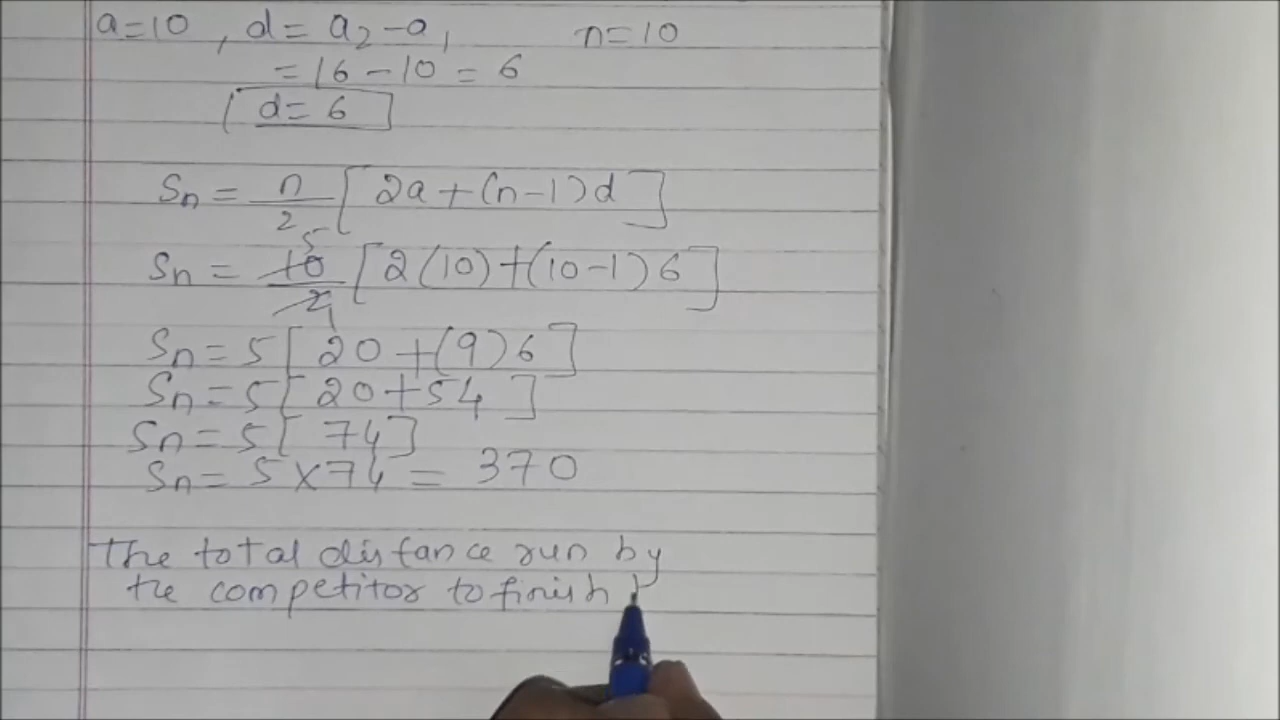 a=10 , d= a2-a1 n=10
=16-10 = 6
d= 6
Sn = n/2 [ 2a+(n-1)d ]
Sn = 10/2 5 1 [ 2(10)+(10-1)6 ]
Sn = 5 [ 20 +(9)6 ]
Sn = 5 [ 20+54 ]
Sn = 5 [ 74 ]
Sn = 5 × 74 = 370
The total distance run by
the competitor to finish